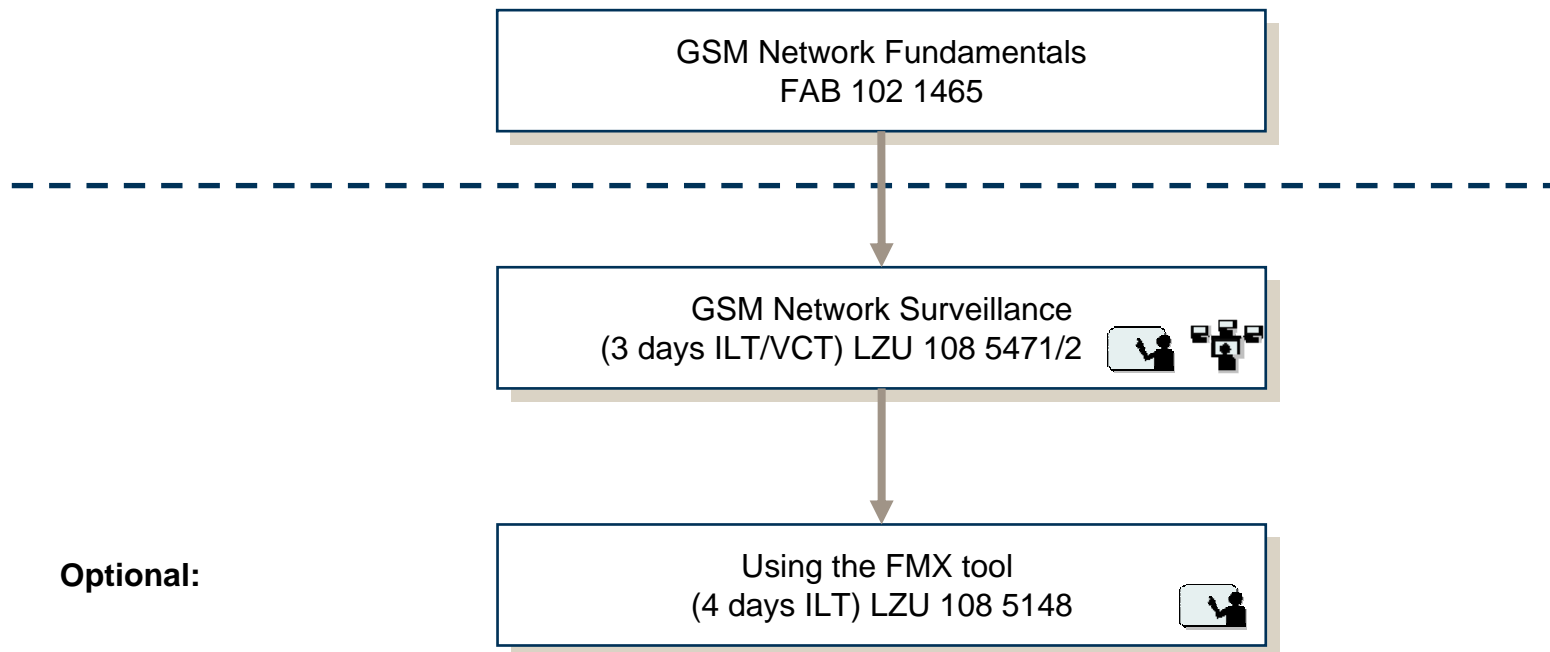 GSM Network Fundamentals
FAB 102 1465
GSM Network Surveillance
(3 days ILT/VCT) LZU 108 5471/2
Optional:
Using the FMX tool
(4 days ILT) LZU 108 5148